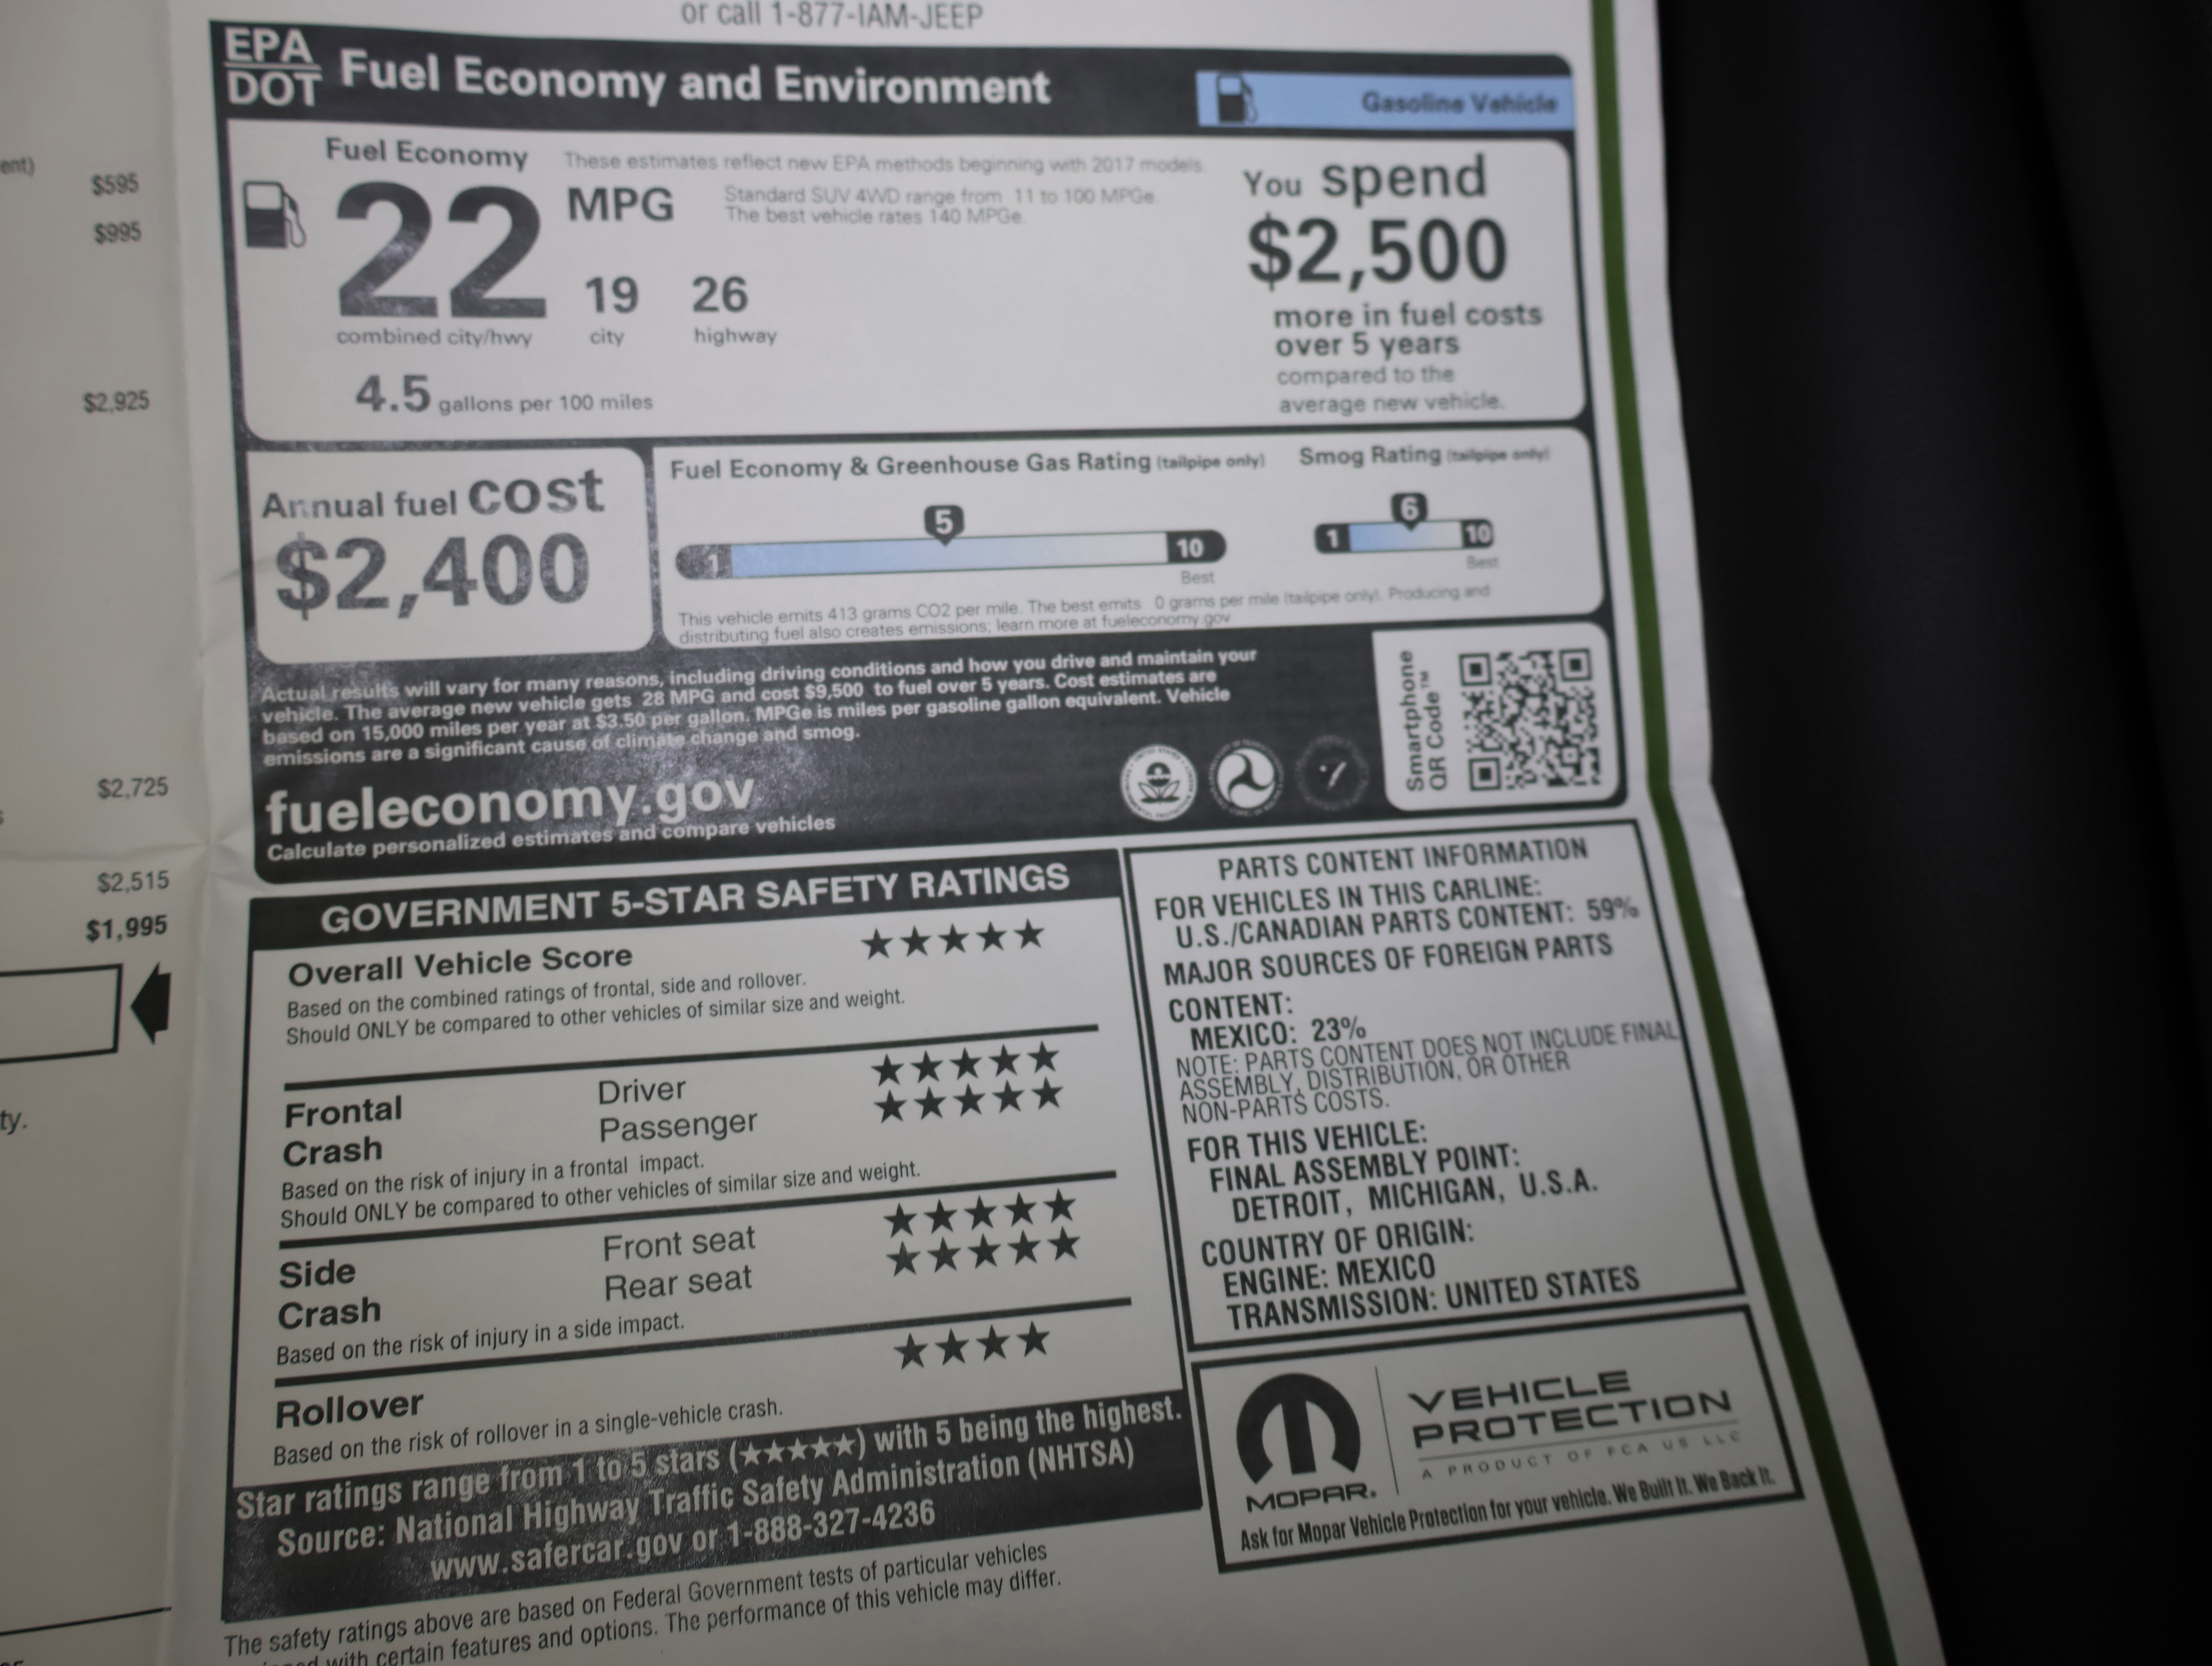 or call 1-877-IAM-JEEP
EPA
DOT
Fuel Economy and Environment
Gasoline Vehicle
ent)
$595
$995
$2,925
$2,725
$2,515
$1,995
ty.
Fuel Economy
These estimates reflect new EPA methods beginning with 2017 models.
22 MPG
Standard SUV 4WD range from 11 to 100 MPGe.
The best vehicle rates 140 MPGe.
19 26
combined city/hwy city highway
4.5 gallons per 100 miles
You spend
$2,500
more in fuel costs
over 5 years
compared to the
average new vehicle.
Annual fuel cost
$2,400
Fuel Economy & Greenhouse Gas Rating (tailpipe only)
5
1 10
Best
Smog Rating (tailpipe only)
6
1 10
Best
This vehicle emits 413 grams CO2 per mile. The best emits 0 grams per mile (tailpipe only). Producing and
distributing fuel also creates emissions; learn more at fueleconomy.gov
Actual results will vary for many reasons, including driving conditions and how you drive and maintain your
vehicle. The average new vehicle gets 28 MPG and cost $9,500 to fuel over 5 years. Cost estimates are
based on 15,000 miles per year at $3.50 per gallon. MPGe is miles per gasoline gallon equivalent. Vehicle
emissions are a significant cause of climate change and smog.
fueleconomy.gov
Calculate personalized estimates and compare vehicles
Smartphone
QR Code™
GOVERNMENT 5-STAR SAFETY RATINGS
Overall Vehicle Score ★★★★★
Based on the combined ratings of frontal, side and rollover.
Should ONLY be compared to other vehicles of similar size and weight.
Frontal Driver ★★★★★
Crash Passenger ★★★★★
Based on the risk of injury in a frontal impact.
Should ONLY be compared to other vehicles of similar size and weight.
Side Front seat ★★★★★
Crash Rear seat ★★★★★
Based on the risk of injury in a side impact.
Rollover ★★★★
Based on the risk of rollover in a single-vehicle crash.
Star ratings range from 1 to 5 stars (★★★★★) with 5 being the highest.
Source: National Highway Traffic Safety Administration (NHTSA)
www.safercar.gov or 1-888-327-4236
The safety ratings above are based on Federal Government tests of particular vehicles
with certain features and options. The performance of this vehicle may differ.
PARTS CONTENT INFORMATION
FOR VEHICLES IN THIS CARLINE:
U.S./CANADIAN PARTS CONTENT: 59%
MAJOR SOURCES OF FOREIGN PARTS
CONTENT:
MEXICO: 23%
NOTE: PARTS CONTENT DOES NOT INCLUDE FINAL
ASSEMBLY, DISTRIBUTION, OR OTHER
NON-PARTS COSTS.
FOR THIS VEHICLE:
FINAL ASSEMBLY POINT:
DETROIT, MICHIGAN, U.S.A.
COUNTRY OF ORIGIN:
ENGINE: MEXICO
TRANSMISSION: UNITED STATES
MOPAR.
VEHICLE
PROTECTION
A PRODUCT OF FCA US LLC
Ask for Mopar Vehicle Protection for your vehicle. We Built It. We Back It.